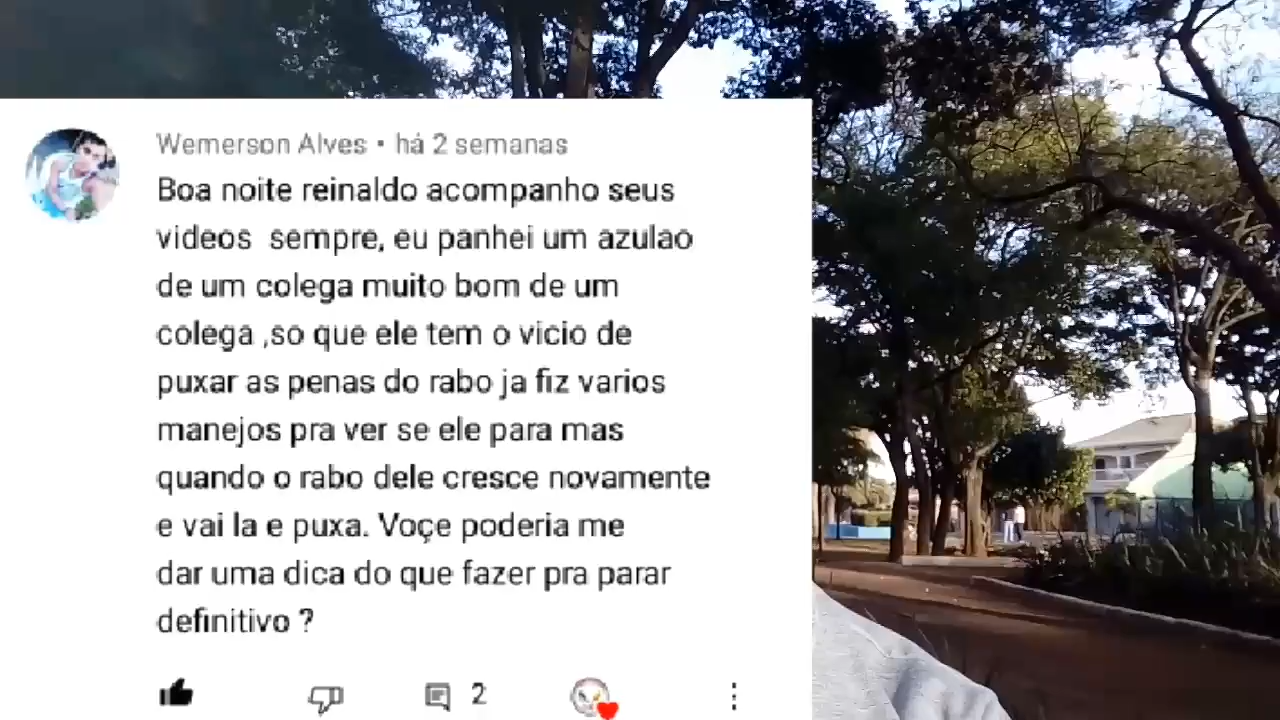 Wemerson Alves • há 2 semanas
Boa noite reinaldo acompanho seus
videos sempre, eu panhei um azulao
de um colega muito bom de um
colega ,so que ele tem o vicio de
puxar as penas do rabo ja fiz varios
manejos pra ver se ele para mas
quando o rabo dele cresce novamente
e vai la e puxa. Voçe poderia me
dar uma dica do que fazer pra parar
definitivo ?
2